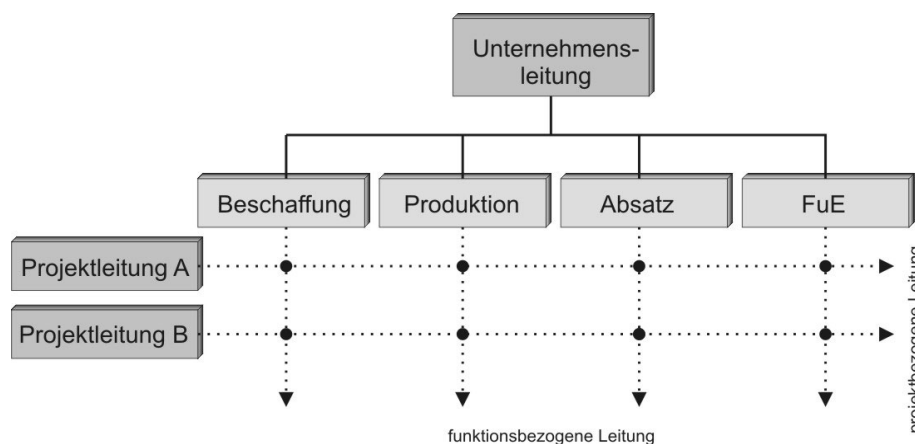 Unternehmens-
leitung
Beschaffung
Produktion
Absatz
FuE
Projektleitung A
Projektleitung B
projektbezogene Leitung
funktionsbezogene Leitung